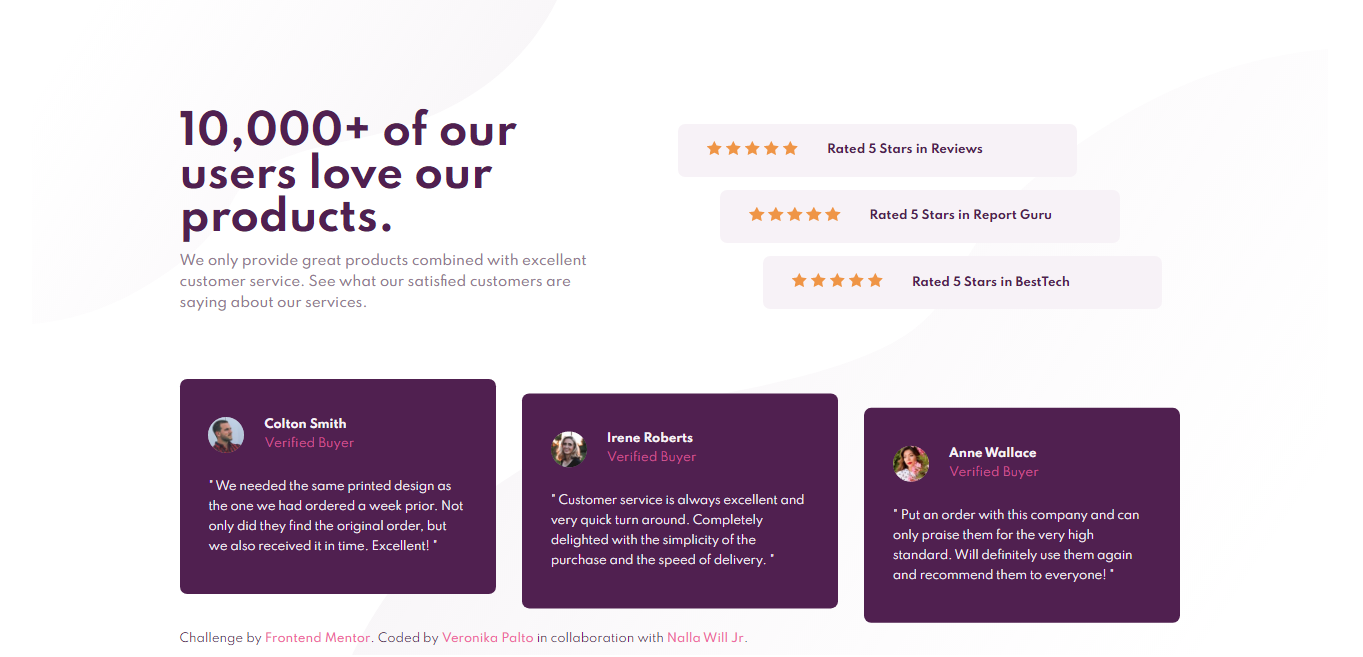 10,000+ of our
users love our
products.
We only provide great products combined with excellent
customer service. See what our satisfied customers are
saying about our services.
Rated 5 Stars in Reviews
Rated 5 Stars in Report Guru
Rated 5 Stars in BestTech
Colton Smith
Verified Buyer
" We needed the same printed design as
the one we had ordered a week prior. Not
only did they find the original order, but
we also received it in time. Excellent! "
Irene Roberts
Verified Buyer
" Customer service is always excellent and
very quick turn around. Completely
delighted with the simplicity of the
purchase and the speed of delivery. "
Anne Wallace
Verified Buyer
" Put an order with this company and can
only praise them for the very high
standard. Will definitely use them again
and recommend them to everyone! "
Challenge by Frontend Mentor. Coded by Veronika Palto in collaboration with Nalla Will Jr.